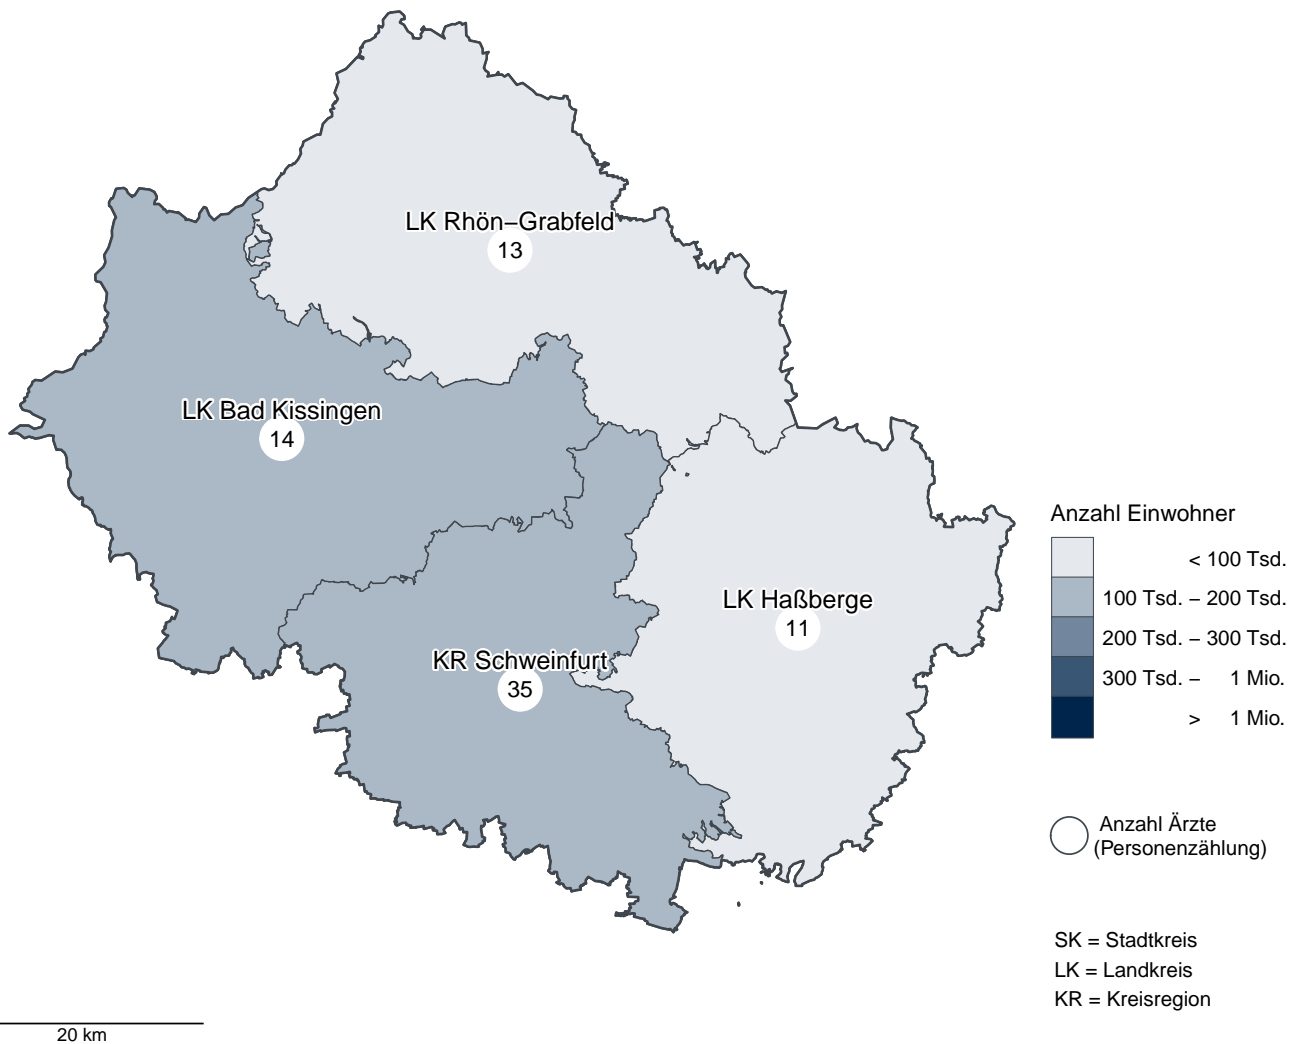 LK Rhön–Grabfeld
13
LK Bad Kissingen
14
LK Haßberge
11
KR Schweinfurt
35
Anzahl Einwohner
< 100 Tsd.
100 Tsd. – 200 Tsd.
200 Tsd. – 300 Tsd.
300 Tsd. – 1 Mio.
> 1 Mio.
Anzahl Ärzte
(Personenzählung)
SK = Stadtkreis
LK = Landkreis
KR = Kreisregion
20 km